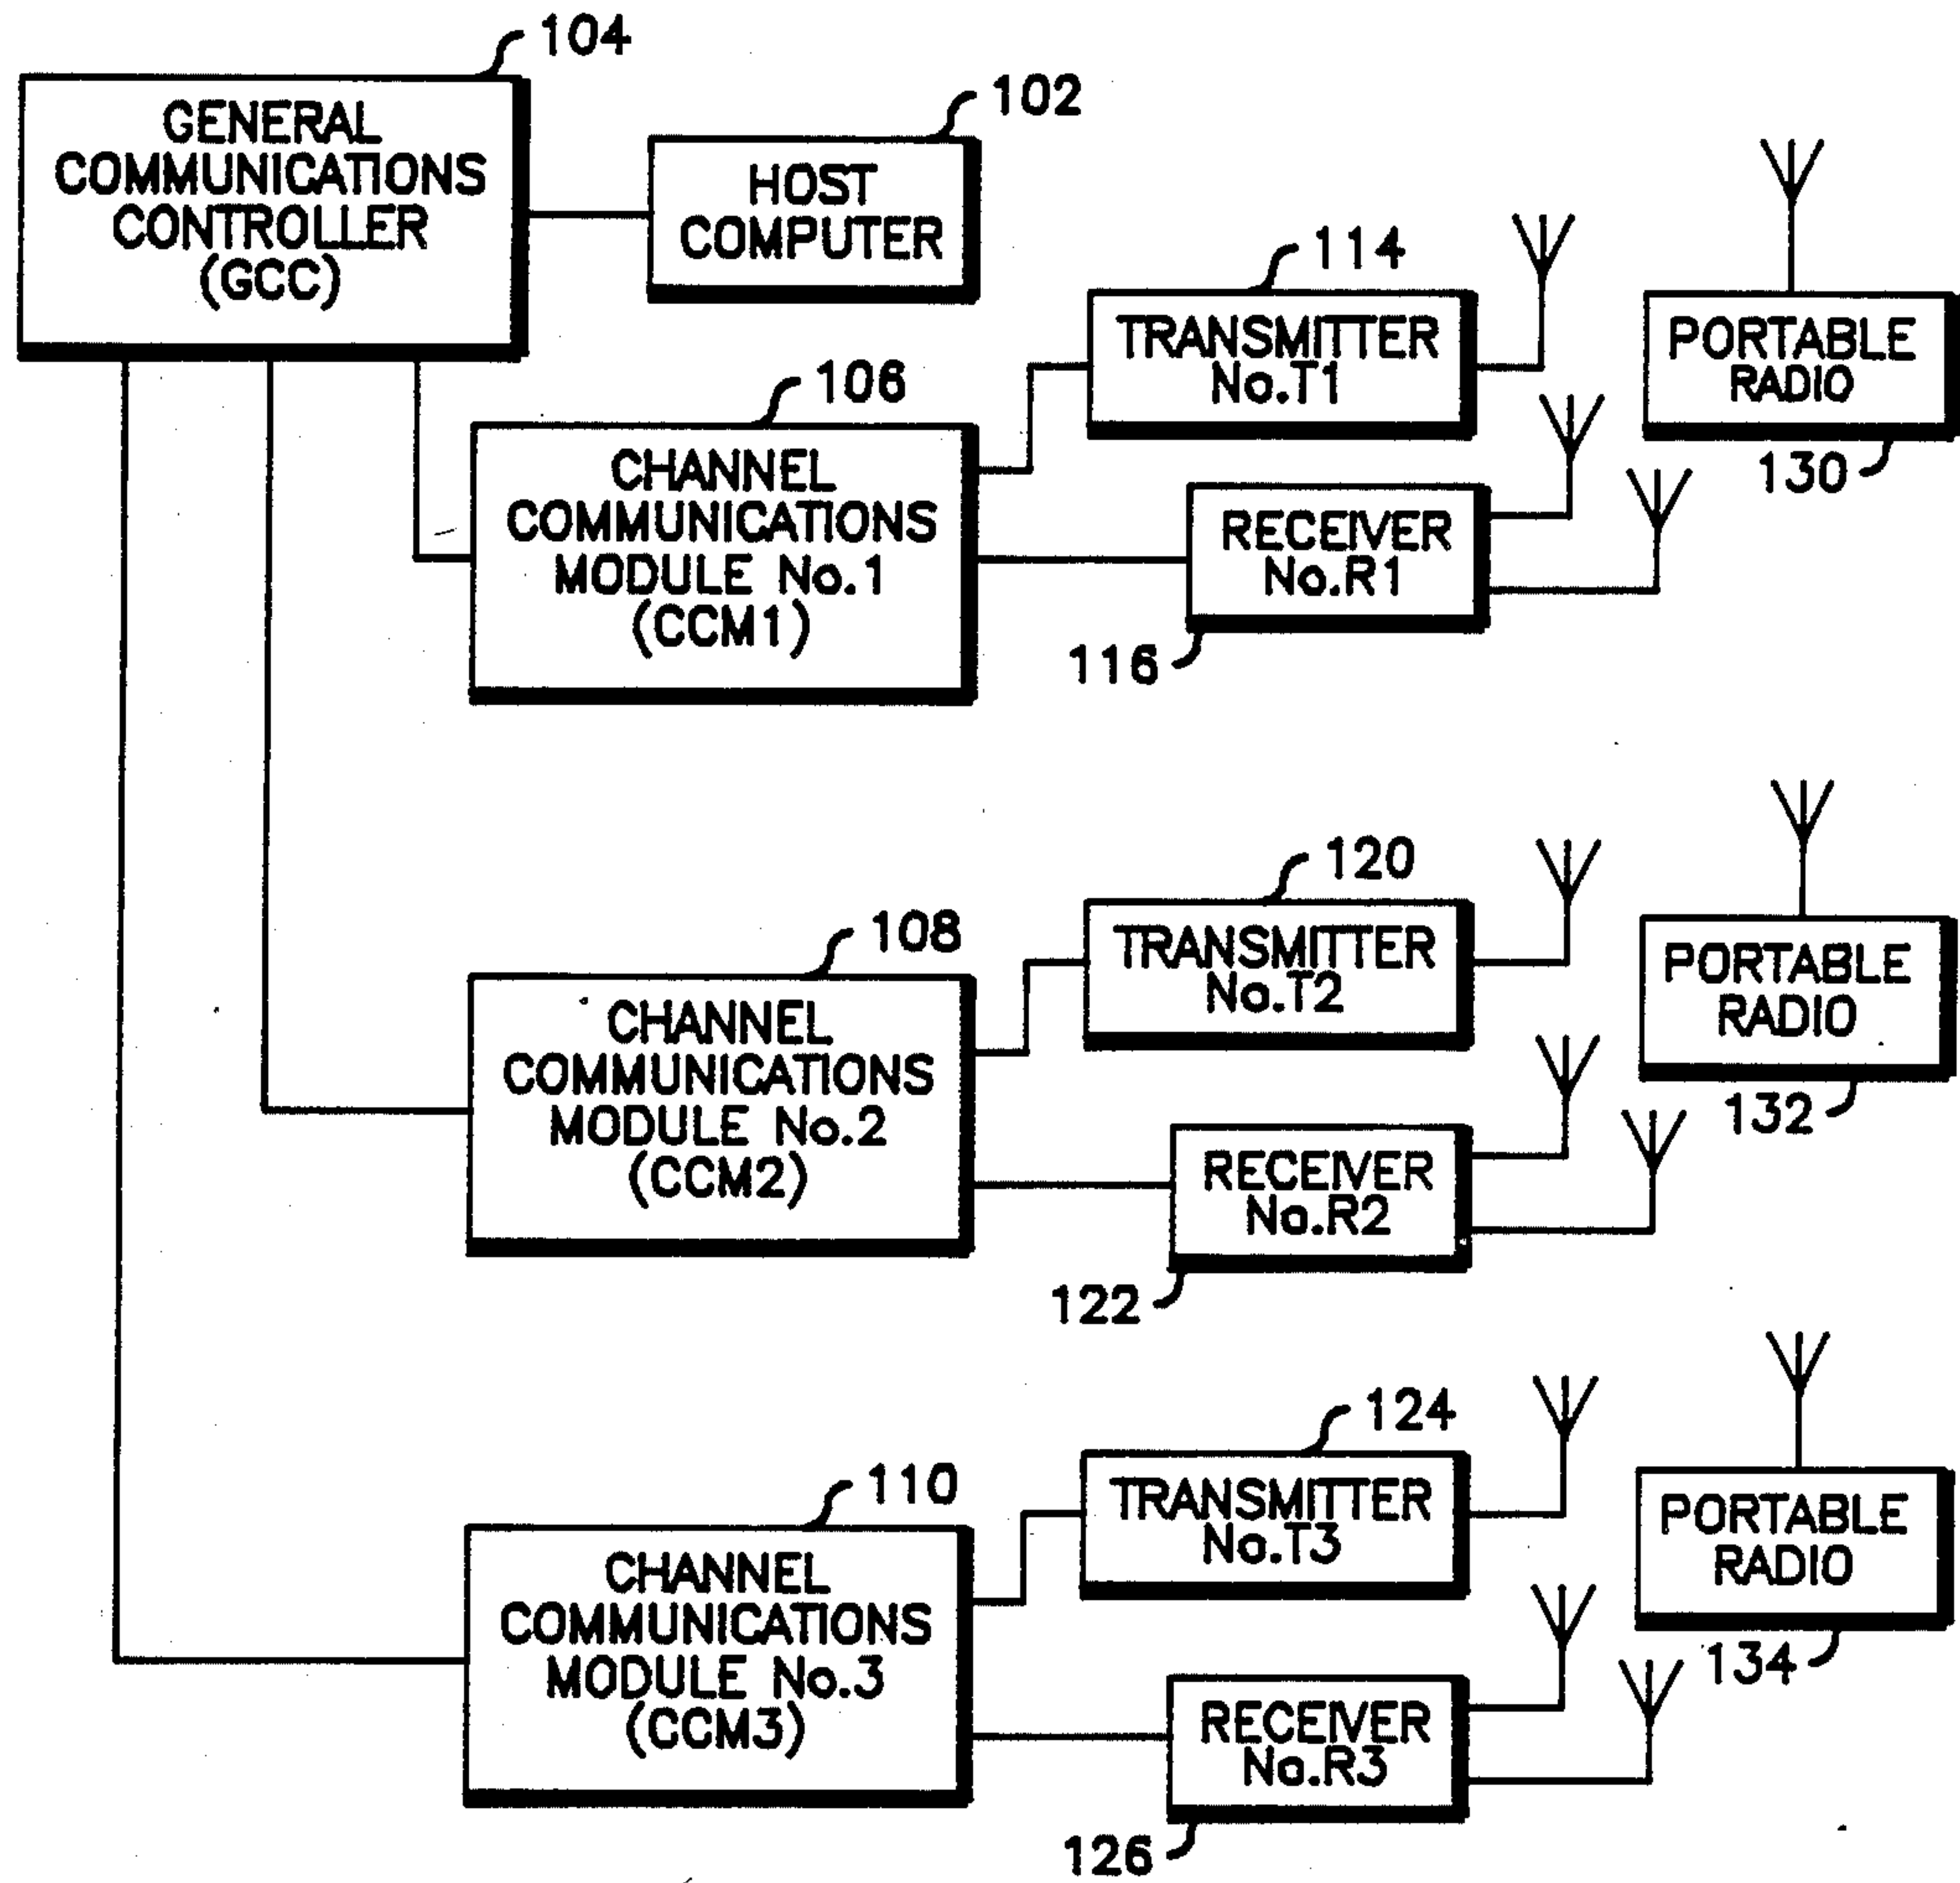 104
GENERAL
COMMUNICATIONS
CONTROLLER
(GCC)
102
HOST
COMPUTER
114
TRANSMITTER
No.T1
PORTABLE
RADIO
130
106
CHANNEL
COMMUNICATIONS
MODULE No.1
(CCM1)
RECEIVER
No.R1
116
120
TRANSMITTER
No.T2
PORTABLE
RADIO
132
108
CHANNEL
COMMUNICATIONS
MODULE No.2
(CCM2)
RECEIVER
No.R2
122
124
TRANSMITTER
No.T3
PORTABLE
RADIO
134
110
CHANNEL
COMMUNICATIONS
MODULE No.3
(CCM3)
RECEIVER
No.R3
126